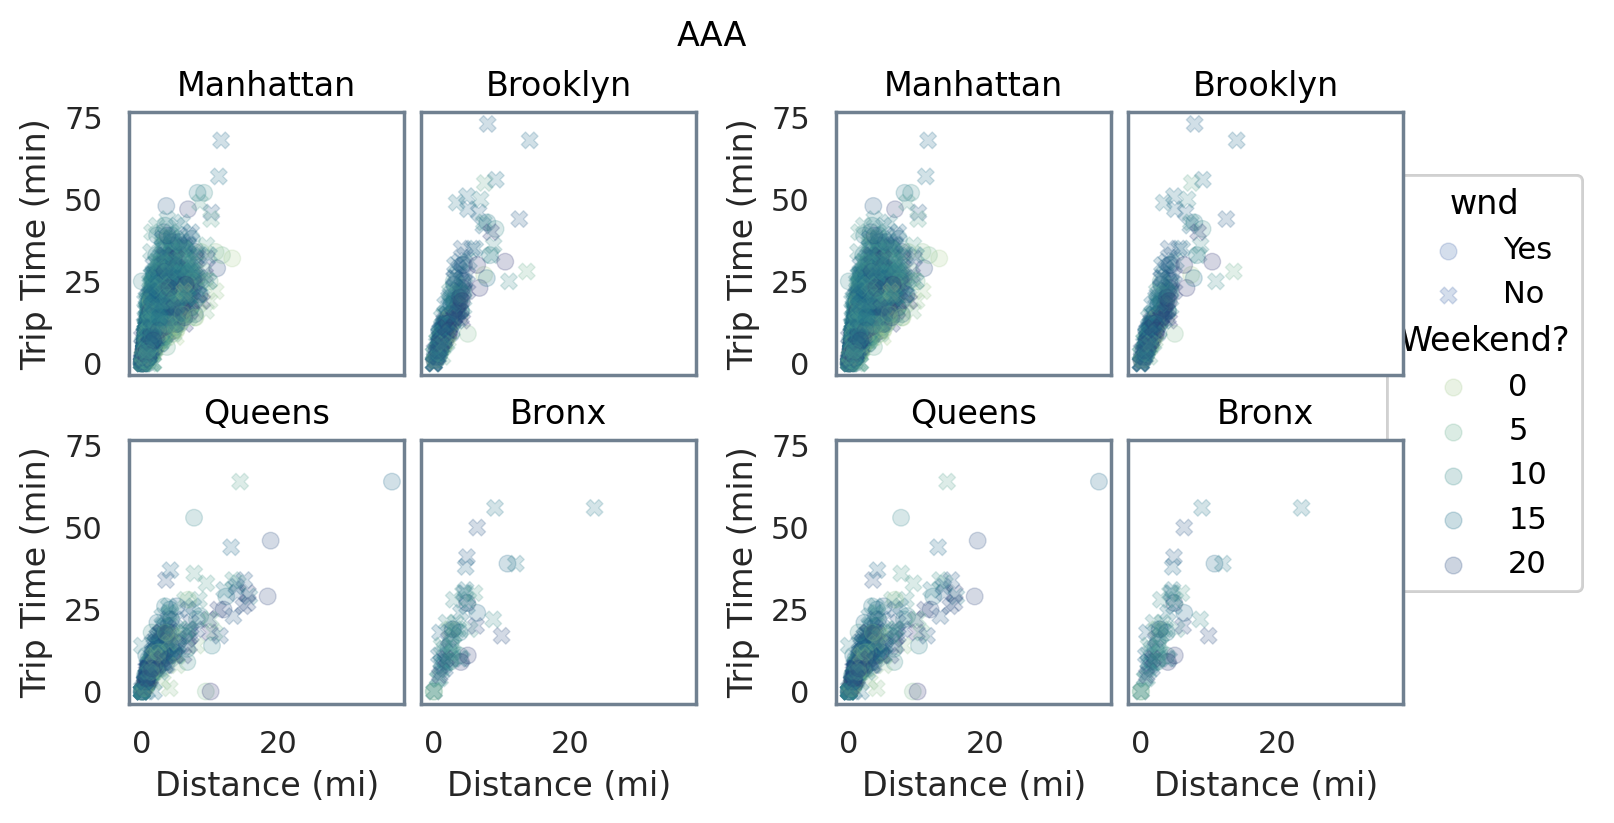 AAA
Manhattan
Brooklyn
Manhattan
Brooklyn
Trip Time (min)
75
50
25
0
Trip Time (min)
75
50
25
0
Queens
Bronx
Queens
Bronx
Trip Time (min)
75
50
25
0
Trip Time (min)
75
50
25
0
0
20
0
20
0
20
0
20
Distance (mi)
Distance (mi)
Distance (mi)
Distance (mi)
wnd
Yes
No
Weekend?
0
5
10
15
20